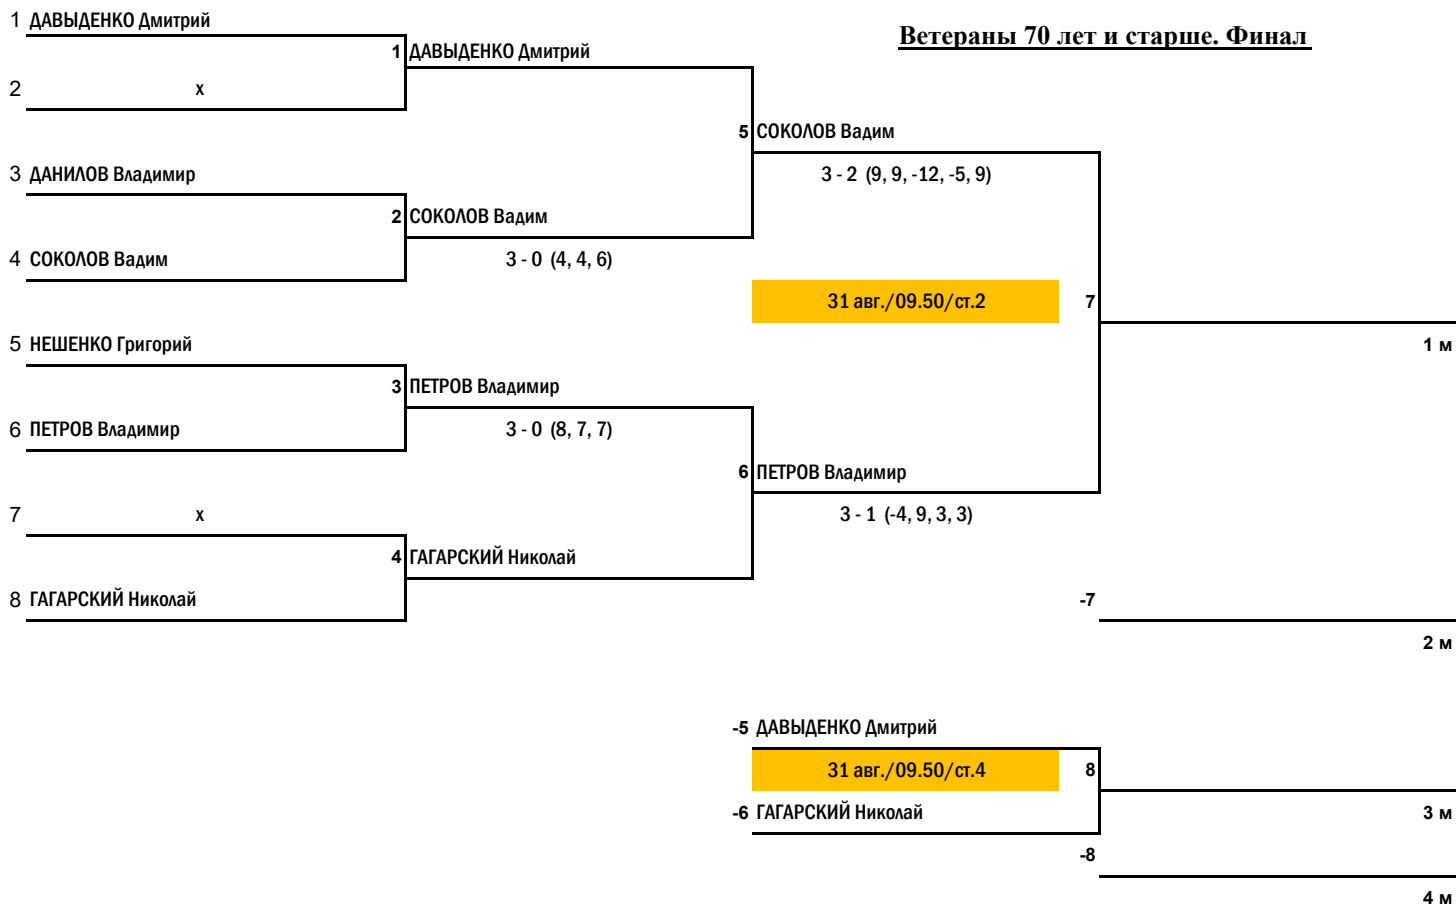 1 ДАВЫДЕНКО Дмитрий
Ветераны 70 лет и старше. Финал
1 ДАВЫДЕНКО Дмитрий
2 х
5 СОКОЛОВ Вадим
3 ДАНИЛОВ Владимир
3 - 2 (9, 9, -12, -5, 9)
2 СОКОЛОВ Вадим
4 СОКОЛОВ Вадим
3 - 0 (4, 4, 6)
31 авг./09.50/ст.2
7
5 НЕШЕНКО Григорий
1 м
3 ПЕТРОВ Владимир
6 ПЕТРОВ Владимир
3 - 0 (8, 7, 7)
6 ПЕТРОВ Владимир
7 х
3 - 1 (-4, 9, 3, 3)
4 ГАГАРСКИЙ Николай
8 ГАГАРСКИЙ Николай
-7
2 м
-5 ДАВЫДЕНКО Дмитрий
31 авг./09.50/ст.4
8
-6 ГАГАРСКИЙ Николай
3 м
-8
4 м